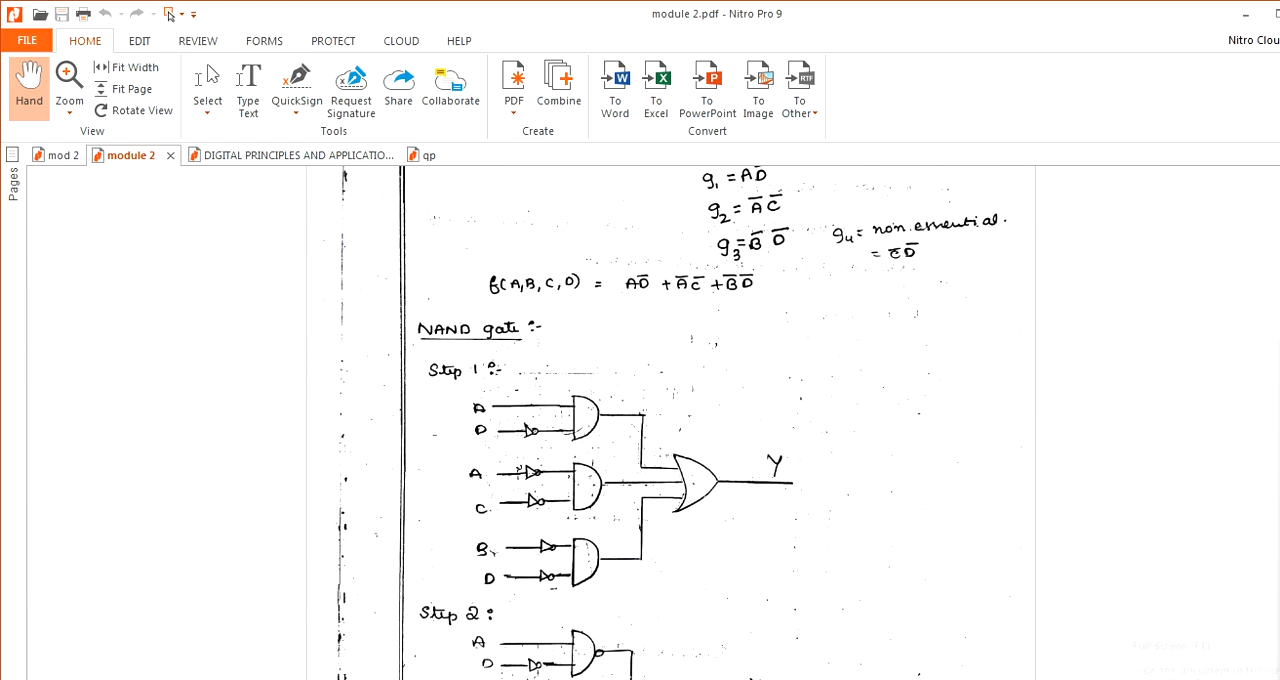 module 2.pdf - Nitro Pro 9
FILE HOME EDIT REVIEW FORMS PROTECT CLOUD HELP
Nitro Clou
Hand
Zoom
Fit Width
Fit Page
Rotate View
View
Select
Type Text
QuickSign
Request Signature
Share
Collaborate
Tools
PDF
Combine
Create
To Word
To Excel
To PowerPoint
To Image
To Other
Convert
mod 2
module 2
DIGITAL PRINCIPLES AND APPLICATIO...
qp
Pages
g₁ = AD̅
g₂ = A̅ C̅
g₃ = B̅ D̅
g₄ = non essential.
= C̅D̅
f(A,B,C,D) = AD̅ + A̅C̅ + B̅D̅
NAND gate :-
Step 1 :-
A
D
A
C
B
D
Y
Step 2 :
A
D